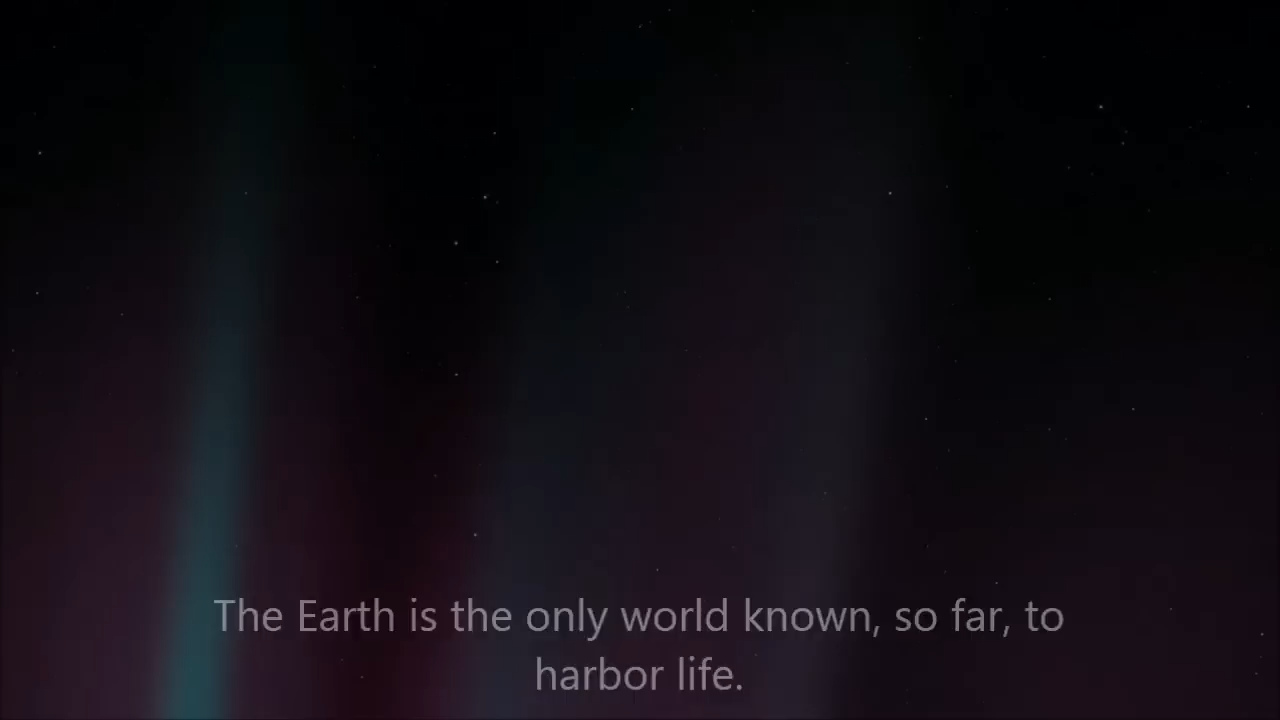 The Earth is the only world known, so far, to
harbor life.